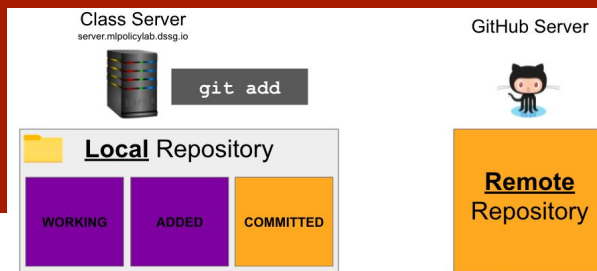 Class Server
server.mlpolicylab.dssg.io
git add
Local Repository
WORKING
ADDED
COMMITTED
GitHub Server
Remote
Repository